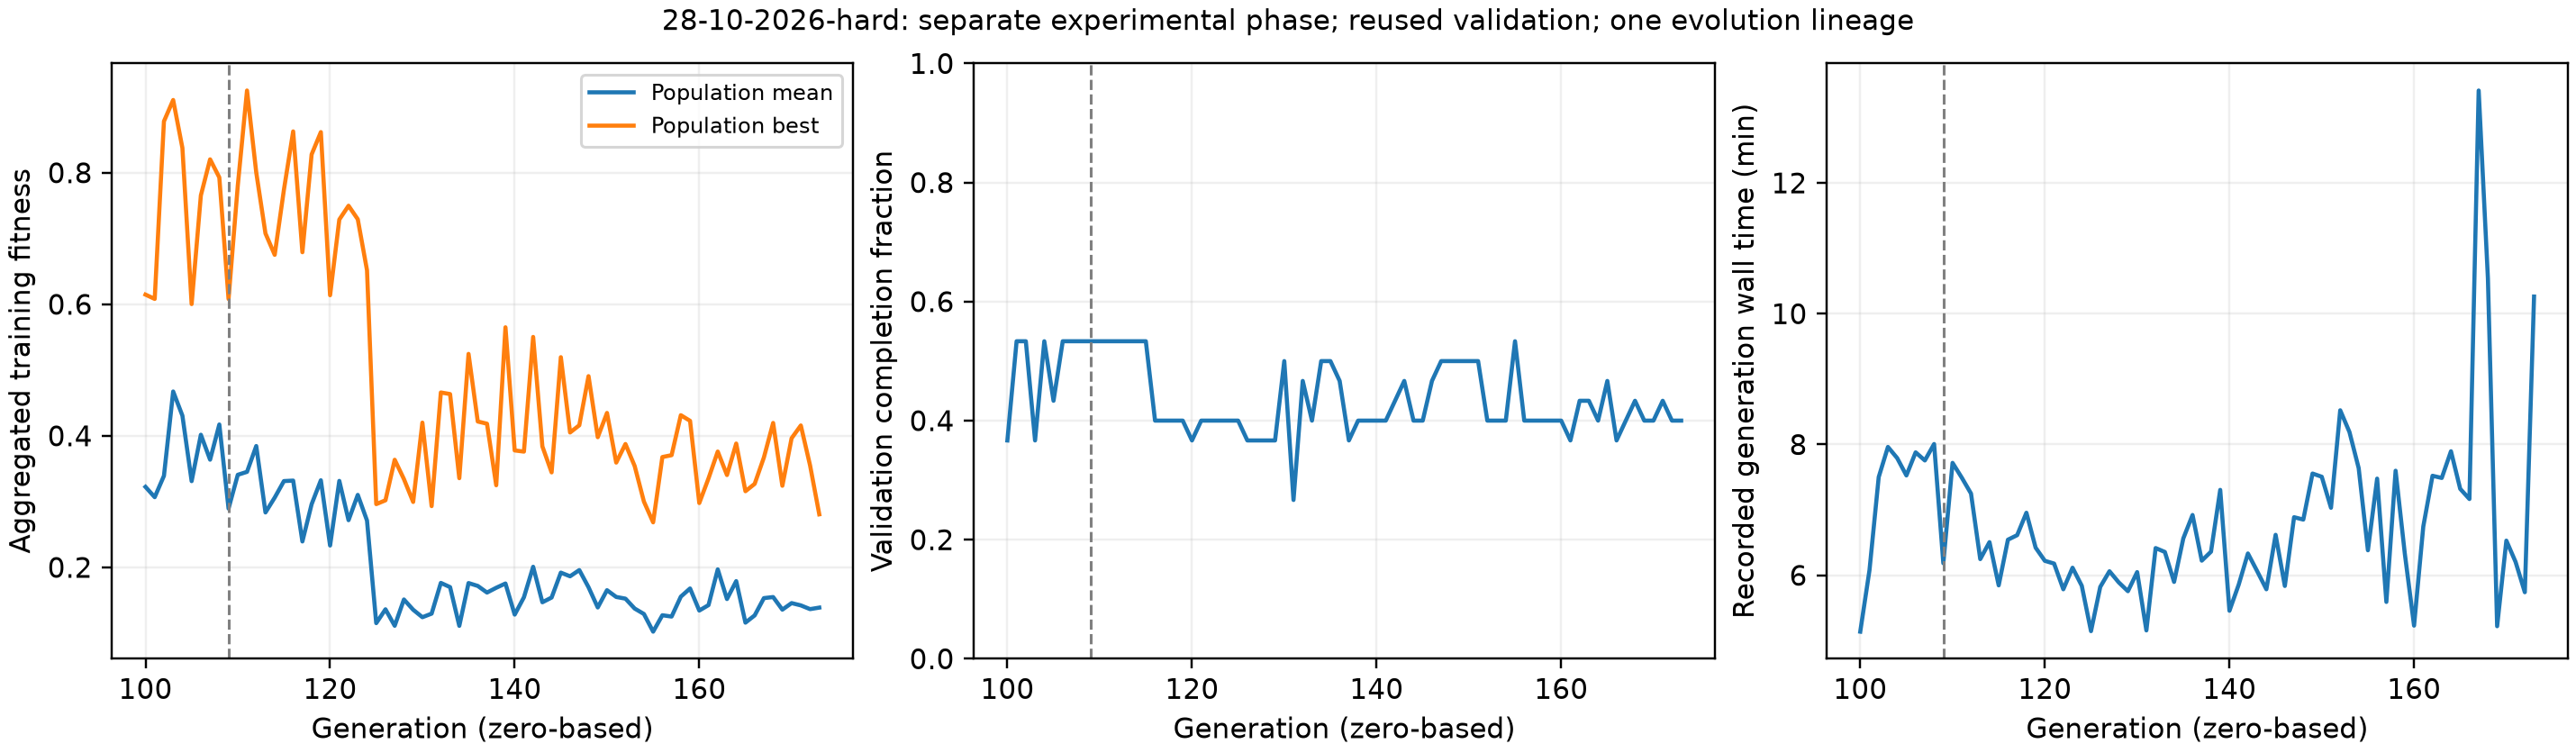 28-10-2026-hard: separate experimental phase; reused validation; one evolution lineage
Aggregated training fitness
0.8
0.6
0.4
0.2
Population mean
Population best
100 120 140 160
Generation (zero-based)
Validation completion fraction
1.0
0.8
0.6
0.4
0.2
0.0
100 120 140 160
Generation (zero-based)
Recorded generation wall time (min)
12
10
8
6
100 120 140 160
Generation (zero-based)